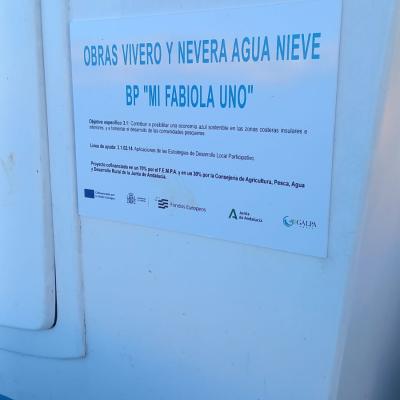 OBRAS VIVERO Y NEVERA AGUA NIEVE
BP "MI FABIOLA UNO"
Objetivo específico 3.1: Contribuir a posibilitar una economía azul sostenible en las zonas costeras insulares e
interiores, y a fomentar el desarrollo de las comunidades pesqueras.
Línea de ayuda: 3.1.02.14. Aplicaciones de las Estrategias de Desarrollo Local Participativo.
Proyecto cofinanciado en un 70% por el F.E.M.P.A. y en un 30% por la Consejería de Agricultura, Pesca, Agua
y Desarrollo Rural de la Junta de Andalucía.
Fondos Europeos
Junta
de Andalucía
GALPA